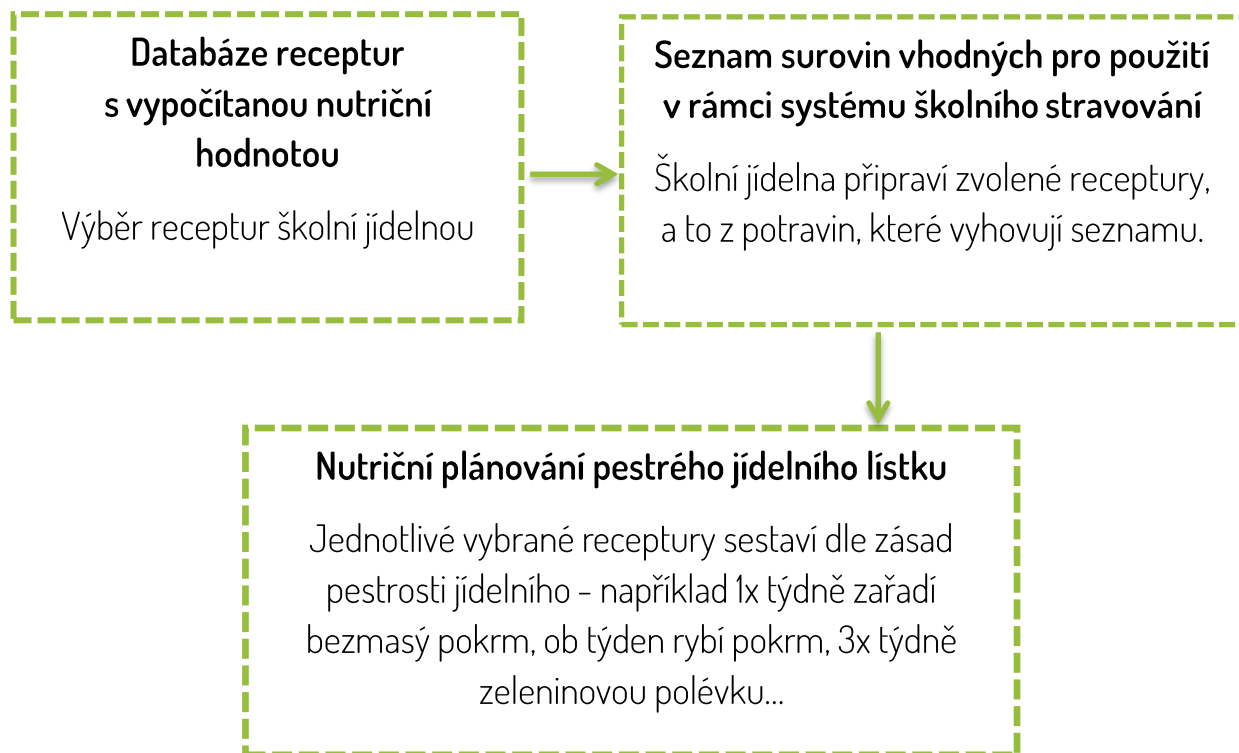 Databáze receptur
s vypočítanou nutriční
hodnotou
Výběr receptur školní jídelnou
Seznam surovin vhodných pro použití
v rámci systému školního stravování
Školní jídelna připraví zvolené receptury,
a to z potravin, které vyhovují seznamu.
Nutriční plánování pestrého jídelního lístku
Jednotlivé vybrané receptury sestaví dle zásad
pestrosti jídelního – například 1x týdně zařadí
bezmasý pokrm, ob týden rybí pokrm, 3x týdně
zeleninovou polévku...